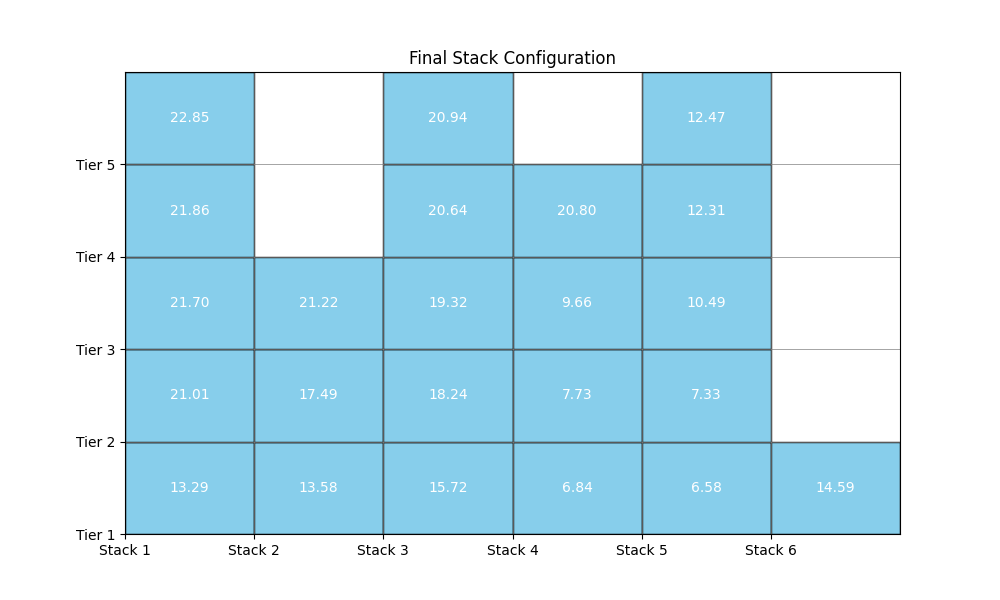 Final Stack Configuration
22.85 20.94 12.47
Tier 5
21.86 20.64 20.80 12.31
Tier 4
21.70 21.22 19.32 9.66 10.49
Tier 3
21.01 17.49 18.24 7.73 7.33
Tier 2
13.29 13.58 15.72 6.84 6.58 14.59
Tier 1
Stack 1 Stack 2 Stack 3 Stack 4 Stack 5 Stack 6